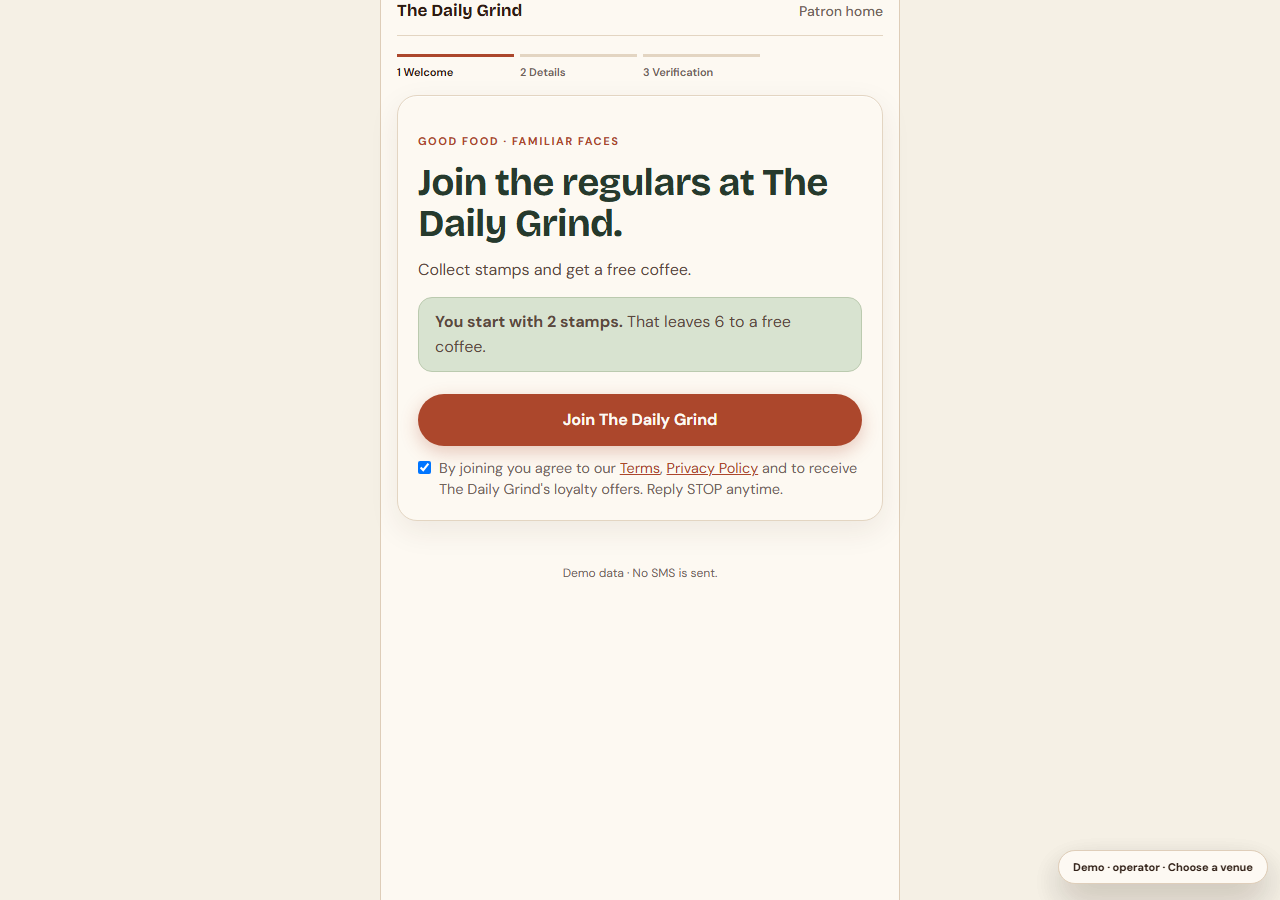 The Daily Grind
Patron home
1 Welcome
2 Details
3 Verification
GOOD FOOD · FAMILIAR FACES
Join the regulars at The
Daily Grind.
Collect stamps and get a free coffee.
You start with 2 stamps. That leaves 6 to a free
coffee.
Join The Daily Grind
By joining you agree to our Terms, Privacy Policy and to receive
The Daily Grind's loyalty offers. Reply STOP anytime.
Demo data · No SMS is sent.
Demo · operator · Choose a venue